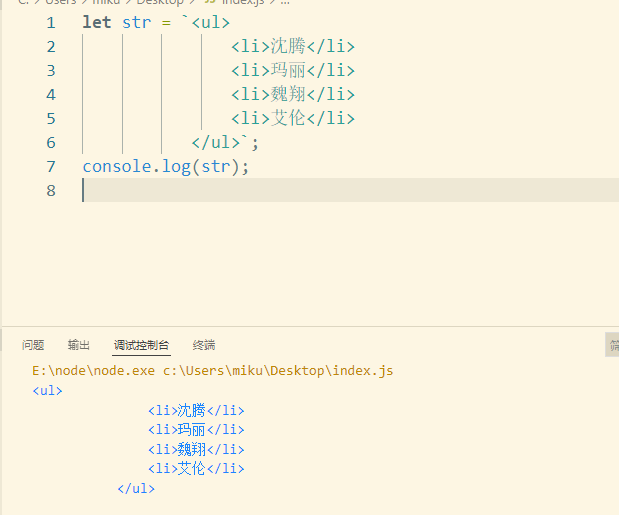 C: > Users > miku > Desktop > JS index.js > ...
1 let str = `<ul>
2 <li>沈腾</li>
3 <li>玛丽</li>
4 <li>魏翔</li>
5 <li>艾伦</li>
6 </ul>`;
7 console.log(str);
8
问题 输出 调试控制台 终端 筛
E:\node\node.exe c:\Users\miku\Desktop\index.js
<ul>
<li>沈腾</li>
<li>玛丽</li>
<li>魏翔</li>
<li>艾伦</li>
</ul>